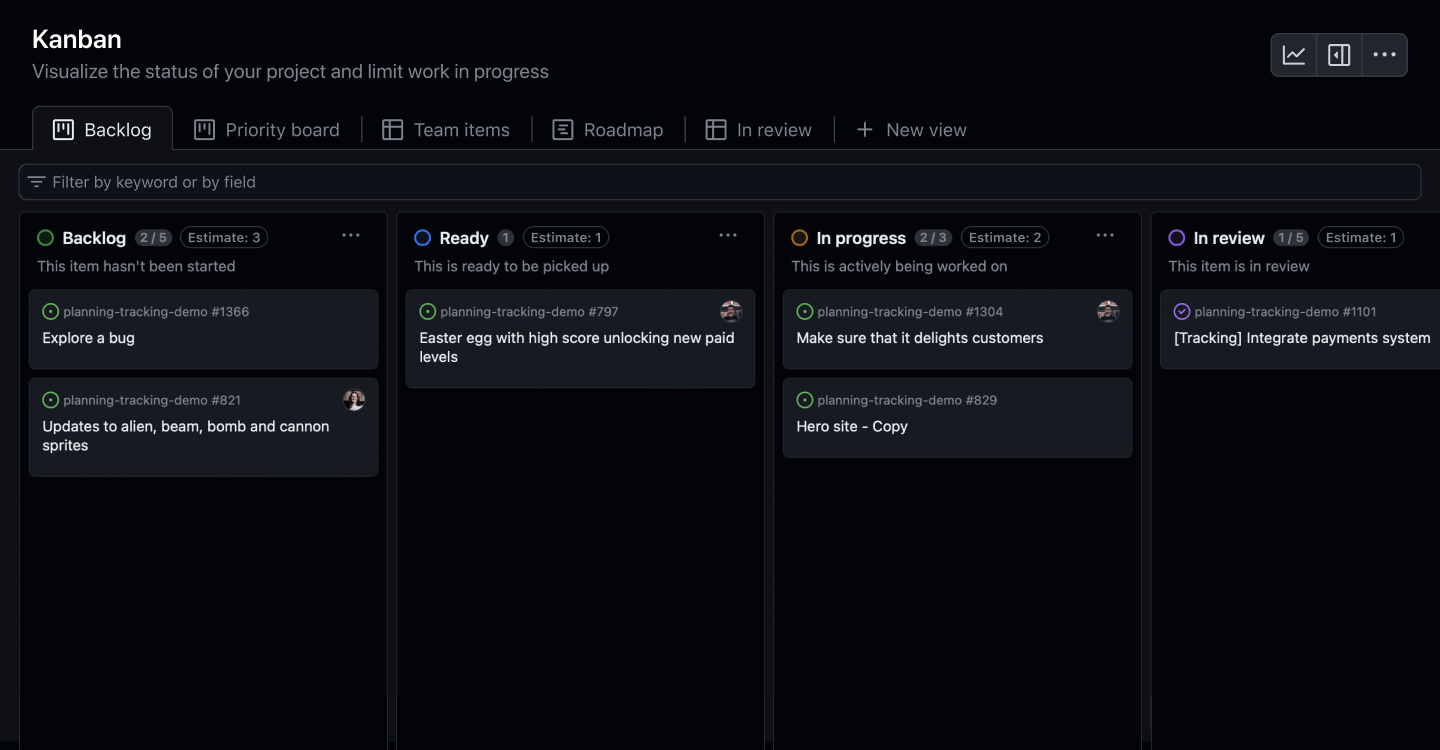 Kanban
Visualize the status of your project and limit work in progress
Backlog
Priority board
Team items
Roadmap
In review
New view
Filter by keyword or by field
Backlog 2 / 5 Estimate: 3
This item hasn't been started
planning-tracking-demo #1366
Explore a bug
planning-tracking-demo #821
Updates to alien, beam, bomb and cannon
sprites
Ready 1 Estimate: 1
This is ready to be picked up
planning-tracking-demo #797
Easter egg with high score unlocking new paid
levels
In progress 2 / 3 Estimate: 2
This is actively being worked on
planning-tracking-demo #1304
Make sure that it delights customers
planning-tracking-demo #829
Hero site - Copy
In review 1 / 5 Estimate: 1
This item is in review
planning-tracking-demo #1101
[Tracking] Integrate payments system